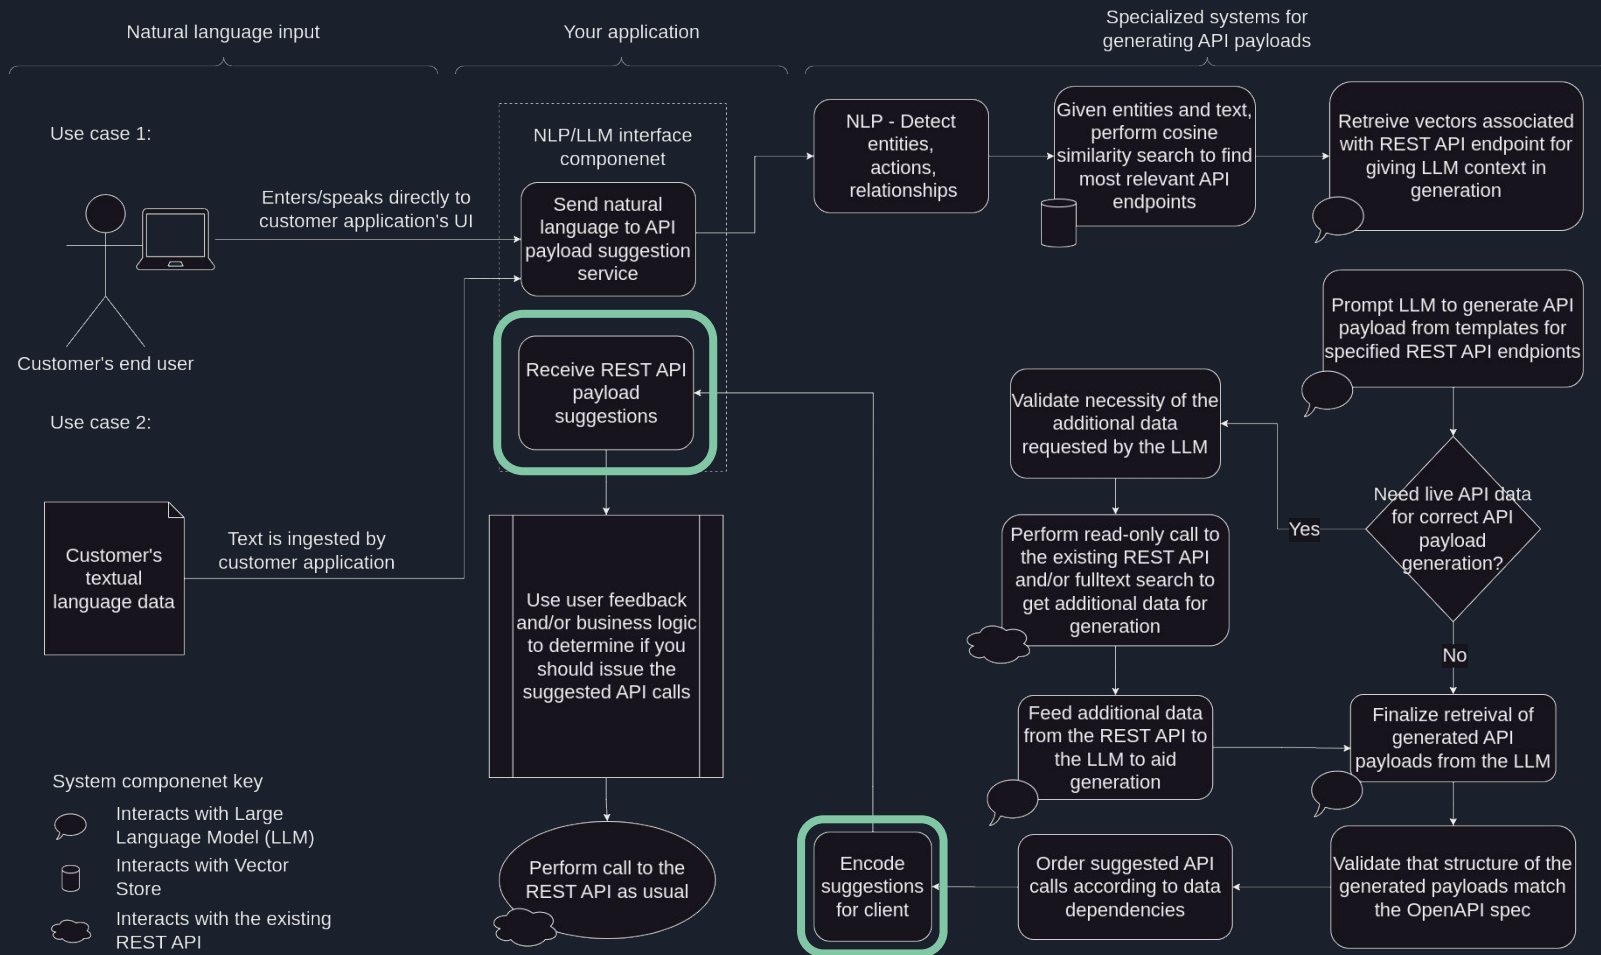 Natural language input
Your application
Specialized systems for
generating API payloads
Use case 1:
Enters/speaks directly to
customer application's UI
Customer's end user
Use case 2:
Customer's
textual
language data
Text is ingested by
customer application
NLP/LLM interface
componenet
Send natural
language to API
payload suggestion
service
Receive REST API
payload
suggestions
Use user feedback
and/or business logic
to determine if you
should issue the
suggested API calls
Perform call to the
REST API as usual
NLP - Detect
entities,
actions,
relationships
Given entities and text,
perform cosine
similarity search to find
most relevant API
endpoints
Retreive vectors associated
with REST API endpoint for
giving LLM context in
generation
Prompt LLM to generate API
payload from templates for
specified REST API endpionts
Need live API data
for correct API
payload
generation?
Yes
No
Validate necessity of the
additional data
requested by the LLM
Perform read-only call to
the existing REST API
and/or fulltext search to
get additional data for
generation
Feed additional data
from the REST API to
the LLM to aid
generation
Finalize retreival of
generated API
payloads from the LLM
Validate that structure of the
generated payloads match
the OpenAPI spec
Order suggested API
calls according to data
dependencies
Encode
suggestions
for client
System componenet key
Interacts with Large
Language Model (LLM)
Interacts with Vector
Store
Interacts with the existing
REST API